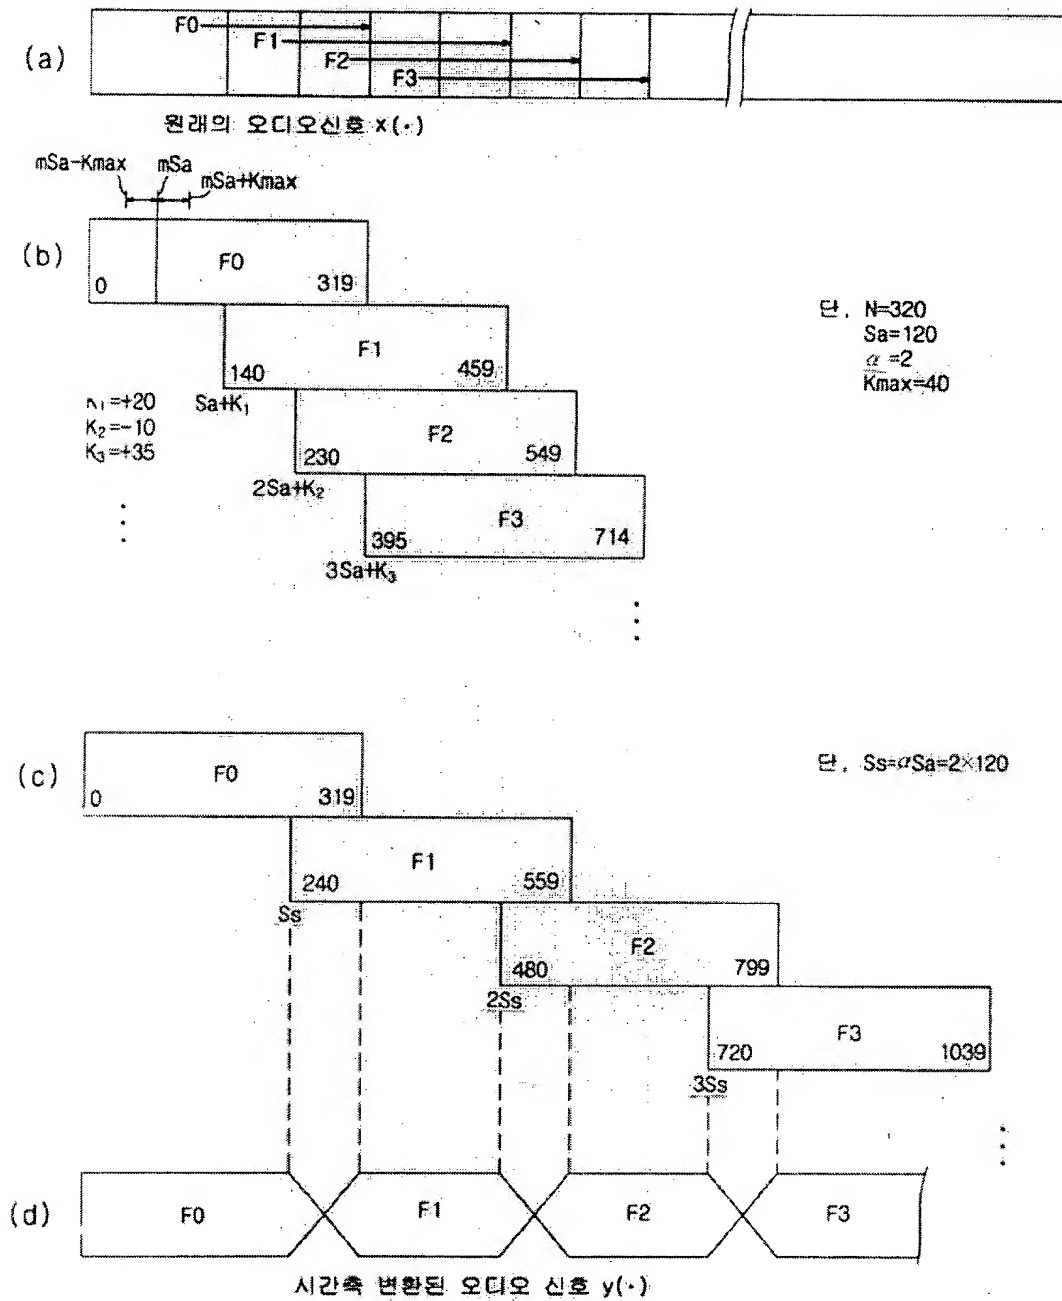 (a)
F0
F1
F2
F3
원래의 오디오신호 x(·)
mSa-Kmax
mSa
mSa+Kmax
(b)
F0
0
319
단, N=320
Sa=120
α=2
Kmax=40
F1
140
459
Sa+K₁
K₁=+20
K₂=-10
K₃=+35
F2
230
549
2Sa+K₂
F3
395
714
3Sa+K₃
(c)
F0
0
319
단, Ss=αSa=2×120
F1
240
559
Ss
F2
480
799
2Ss
F3
720
1039
3Ss
(d)
F0
F1
F2
F3
시간축 변환된 오디오 신호 y(·)